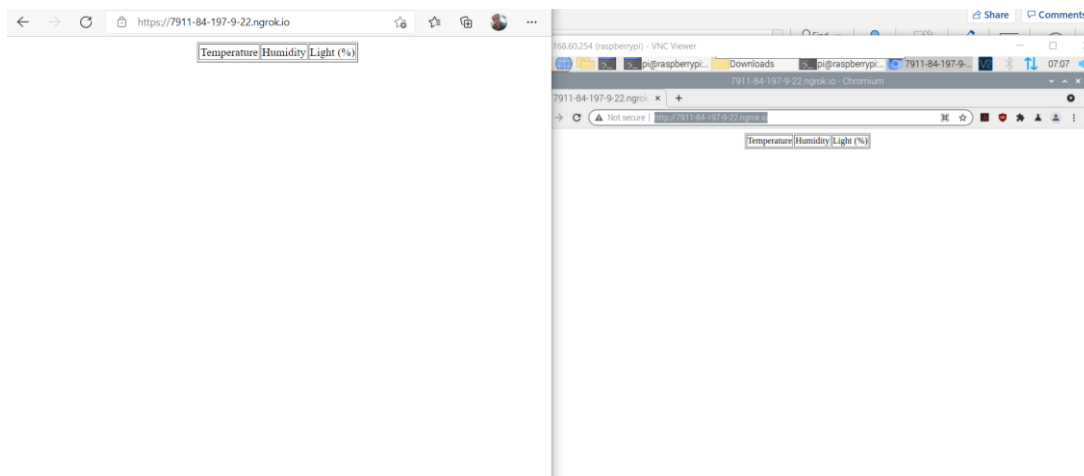 https://7911-84-197-9-22.ngrok.io
Temperature Humidity Light (%)
Share Comments
168.60.254 (raspberrypi) - VNC Viewer
pi@raspberrypi... Downloads pi@raspberrypi... 7911-84-197-9-... 07:07
7911-84-197-9-22.ngrok.io - Chromium
7911-84-197-9-22.ngrok
Not secure | http://7911-84-197-9-22.ngrok.io
Temperature Humidity Light (%)